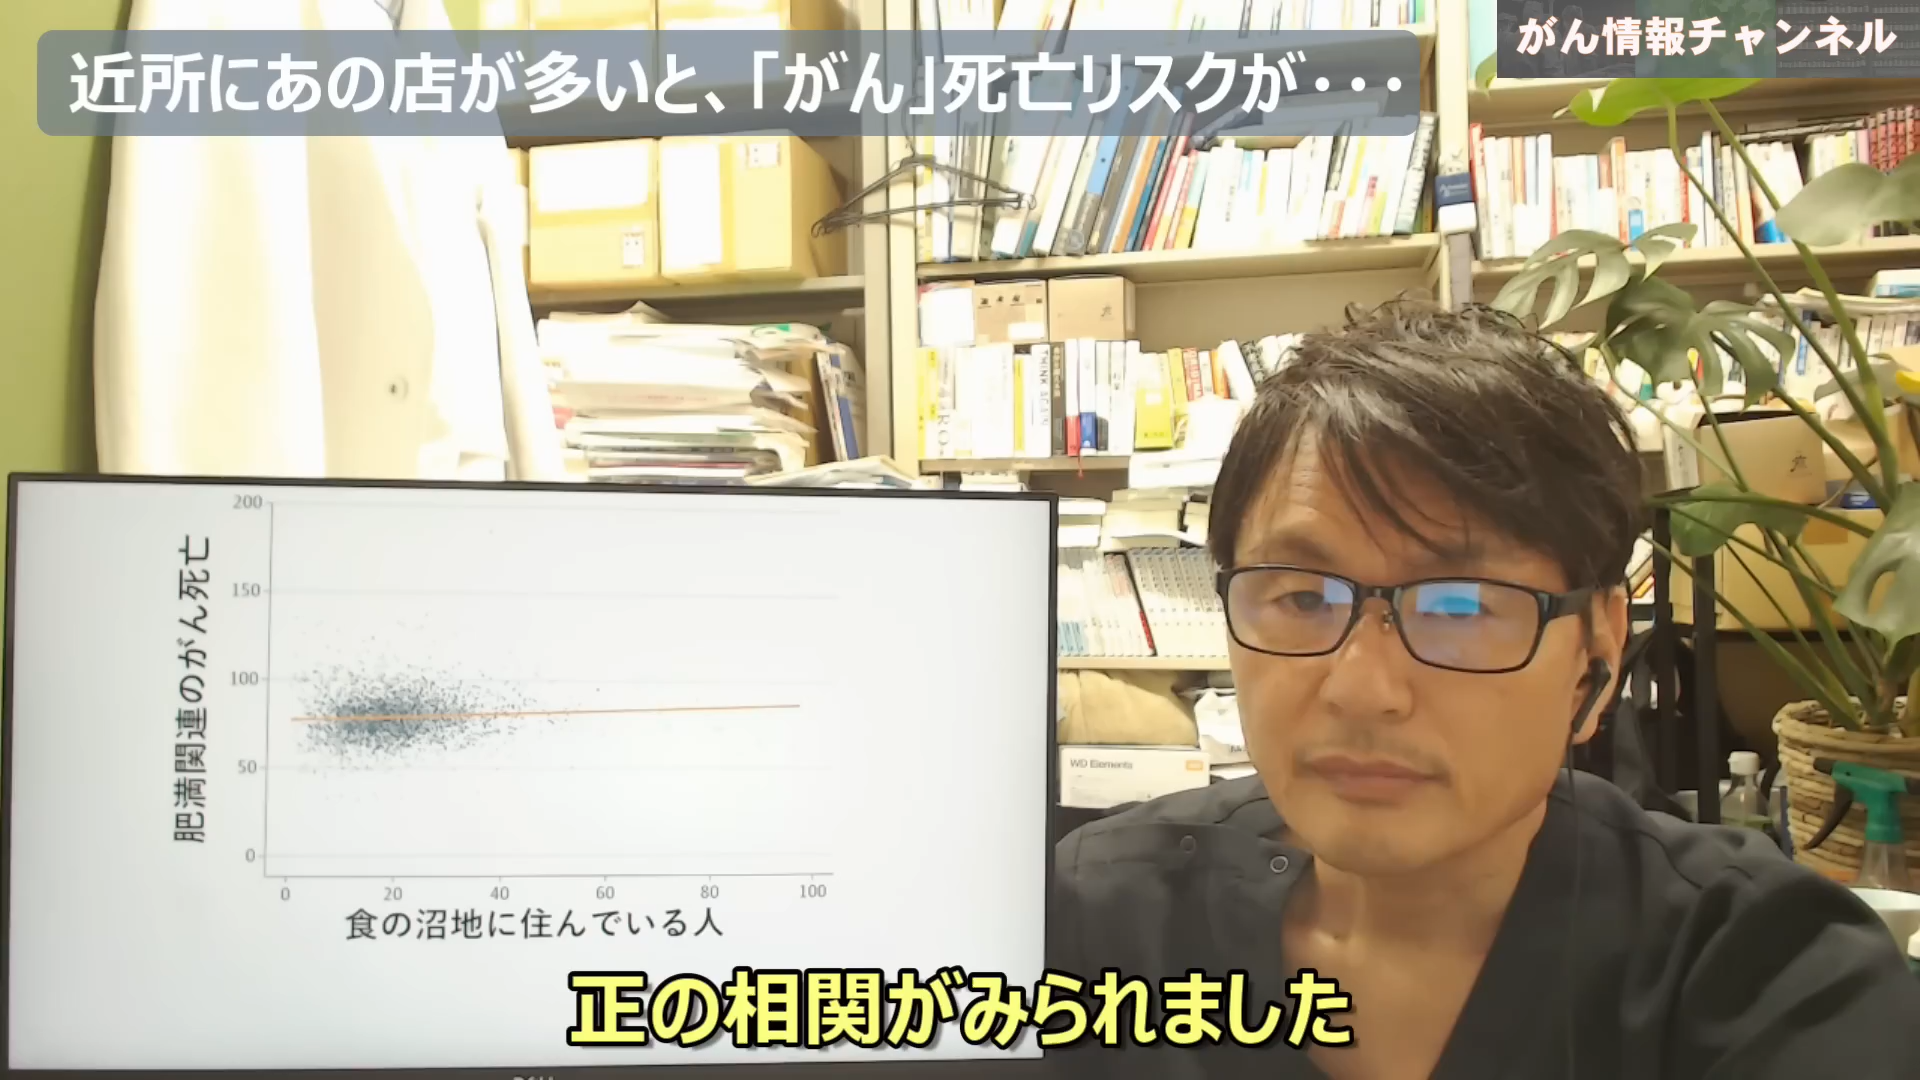 がん情報チャンネル
近所にあの店が多いと、「がん」死亡リスクが・・・
肥満関連のがん死亡
200
150
100
50
0
0 20 40 60 80 100
食の沼地に住んでいる人
WD Elements
正の相関がみられました